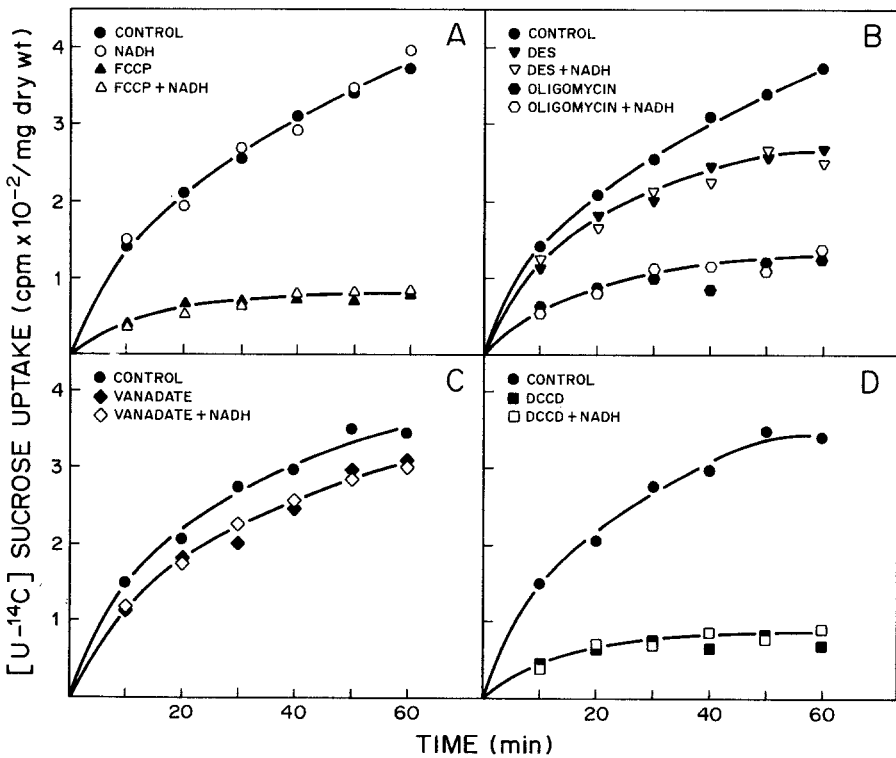 [U-¹⁴C] SUCROSE UPTAKE (cpm x 10⁻²/mg dry wt)
A
CONTROL
NADH
FCCP
FCCP + NADH
4
3
2
1
B
CONTROL
DES
DES + NADH
OLIGOMYCIN
OLIGOMYCIN + NADH
C
CONTROL
VANADATE
VANADATE + NADH
4
3
2
1
20
40
60
D
CONTROL
DCCD
DCCD + NADH
20
40
60
TIME (min)